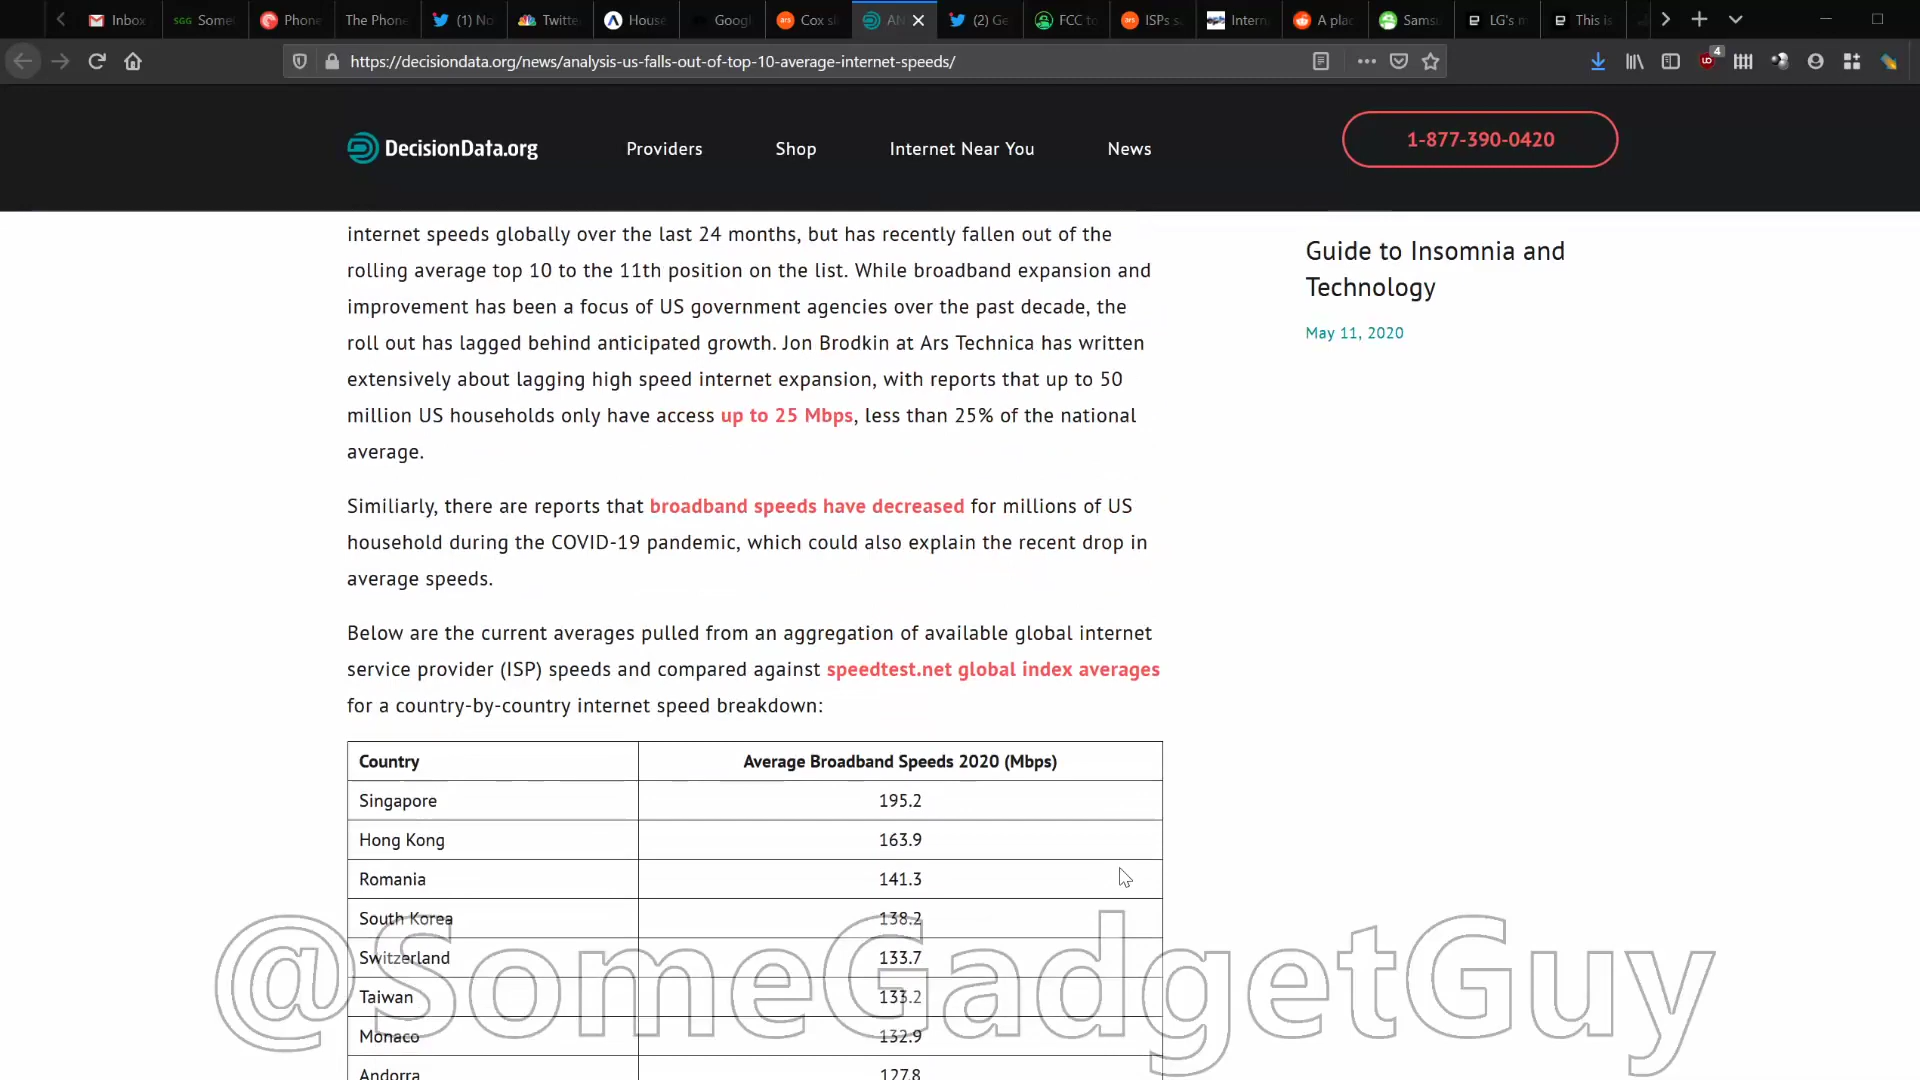 Inbox
SGG Some
Phone
The Phone
(1) No
Twitte
House
Googl
Cox sl
AN
(2) Ge
FCC to
ISPs s
Intern
A plac
Sams
LG's m
This is
https://decisiondata.org/news/analysis-us-falls-out-of-top-10-average-internet-speeds/
4
DecisionData.org
Providers
Shop
Internet Near You
News
1-877-390-0420
internet speeds globally over the last 24 months, but has recently fallen out of the
rolling average top 10 to the 11th position on the list. While broadband expansion and
improvement has been a focus of US government agencies over the past decade, the
roll out has lagged behind anticipated growth. Jon Brodkin at Ars Technica has written
extensively about lagging high speed internet expansion, with reports that up to 50
million US households only have access up to 25 Mbps, less than 25% of the national
average.
Similiarly, there are reports that broadband speeds have decreased for millions of US
household during the COVID-19 pandemic, which could also explain the recent drop in
average speeds.
Below are the current averages pulled from an aggregation of available global internet
service provider (ISP) speeds and compared against speedtest.net global index averages
for a country-by-country internet speed breakdown:
Country Average Broadband Speeds 2020 (Mbps)
Singapore 195.2
Hong Kong 163.9
Romania 141.3
South Korea 138.2
Switzerland 133.7
Taiwan 133.2
Monaco 132.9
Andorra 127.8
Guide to Insomnia and
Technology
May 11, 2020
@SomeGadgetGuy